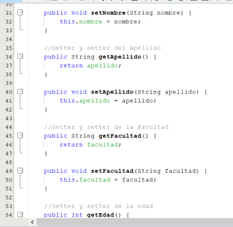 31 public void setNombre(String nombre) {
32 this.nombre = nombre;
33 }
34
35 //Getter y setter del Apellido
36 public String getApellido() {
37 return apellido;
38 }
39
40 public void setApellido(String apellido) {
41 this.apellido = apellido;
42 }
43
44 //Getter y setter de la Facultad
45 public String getFacultad() {
46 return facultad;
47 }
48
49 public void setFacultad(String facultad) {
50 this.facultad = facultad;
51 }
52
53 //Getter y setter de la edad
54 public int getEdad() {